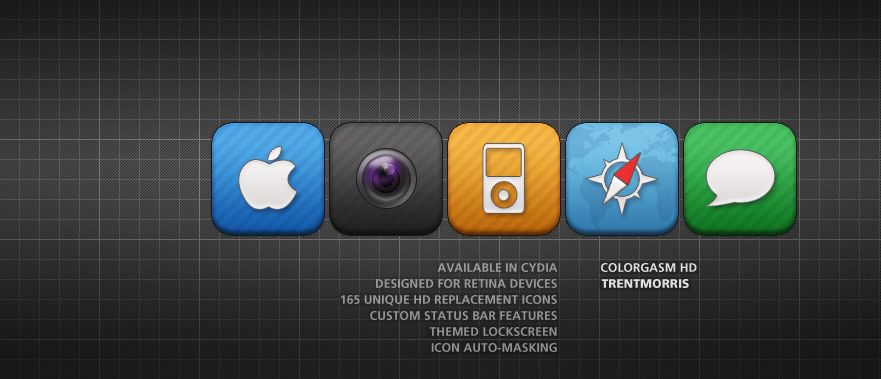 AVAILABLE IN CYDIA
DESIGNED FOR RETINA DEVICES
165 UNIQUE HD REPLACEMENT ICONS
CUSTOM STATUS BAR FEATURES
THEMED LOCKSCREEN
ICON AUTO-MASKING
COLORGASM HD
TRENTMORRIS